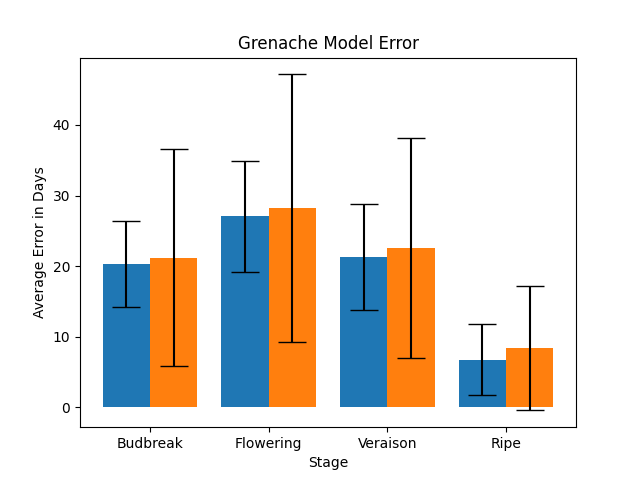 Grenache Model Error
Average Error in Days
40
30
20
10
0
Budbreak Flowering Veraison Ripe
Stage